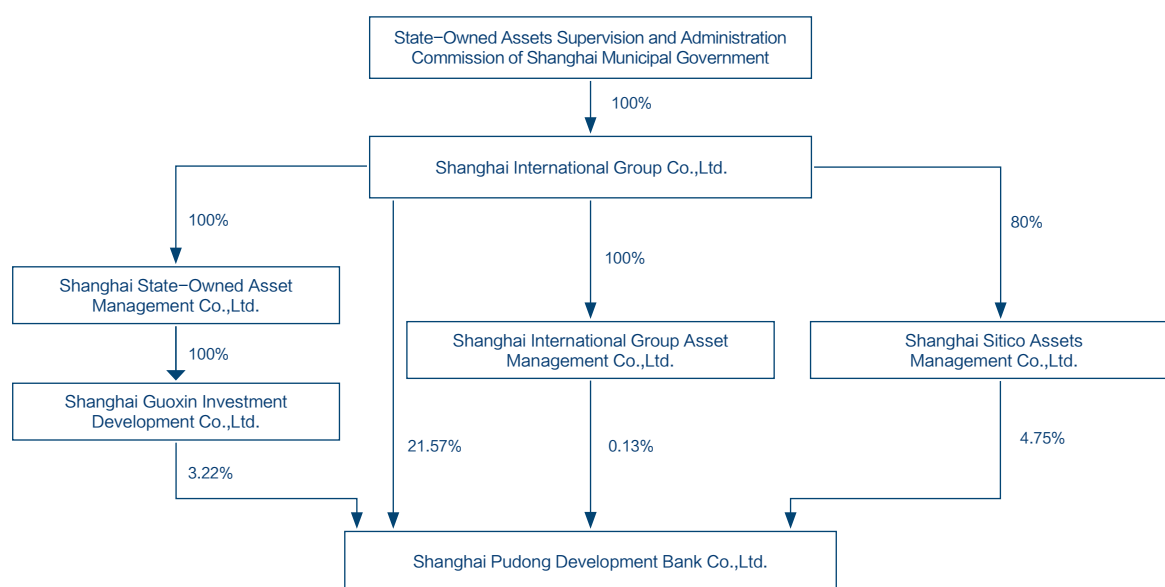 State-Owned Assets Supervision and Administration
Commission of Shanghai Municipal Government
100%
Shanghai International Group Co.,Ltd.
100%
80%
100%
Shanghai State-Owned Asset
Management Co.,Ltd.
Shanghai International Group Asset
Management Co.,Ltd.
Shanghai Sitico Assets
Management Co.,Ltd.
100%
Shanghai Guoxin Investment
Development Co.,Ltd.
21.57%
0.13%
4.75%
3.22%
Shanghai Pudong Development Bank Co.,Ltd.